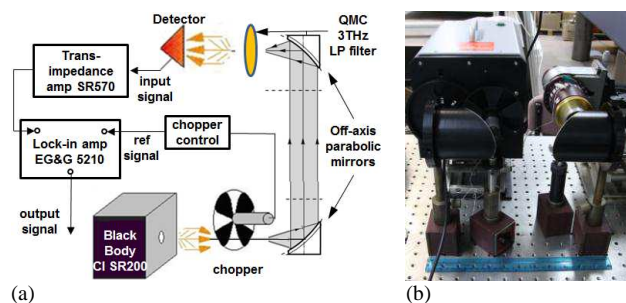 Detector
QMC
3THz
LP filter
Trans-
impedance
amp SR570
input
signal
Lock-in amp
EG&G 5210
ref
signal
chopper
control
Off-axis
parabolic
mirrors
output
signal
Black
Body
CI SR200
chopper
(a)
(b)